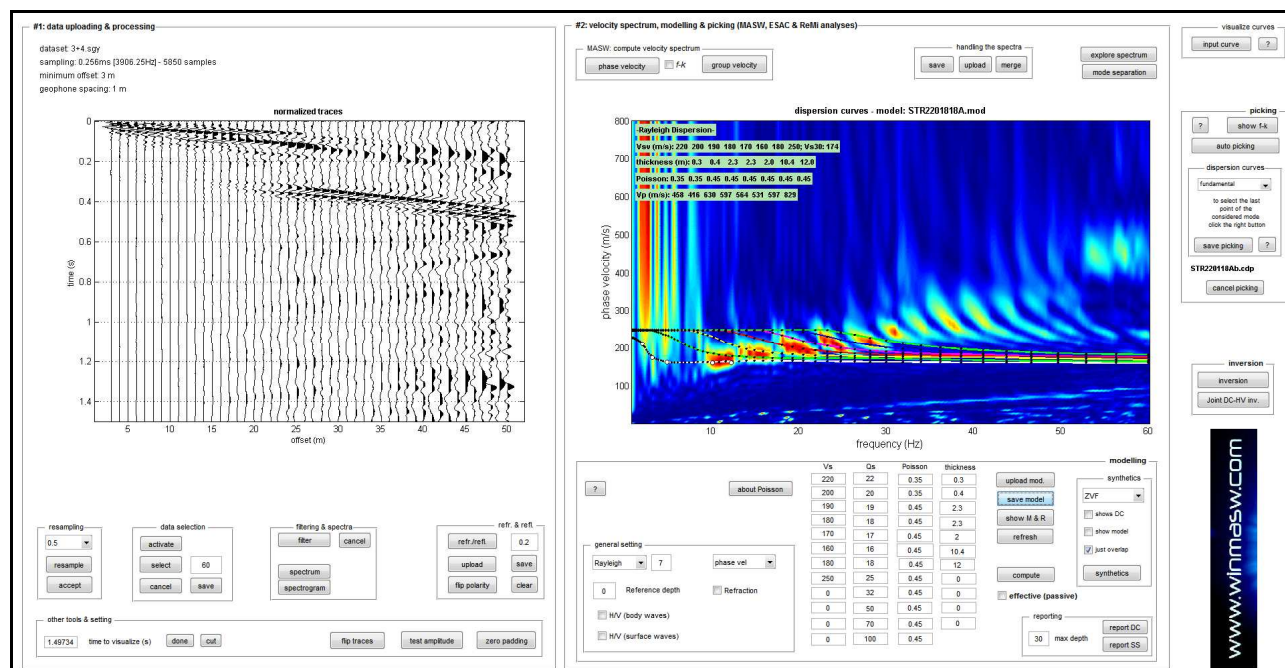 #1: data uploading & processing
dataset: 3+4.sgy
sampling: 0.256ms [3906.25Hz] - 5850 samples
minimum offset: 3 m
geophone spacing: 1 m
normalized traces
0
0.2
0.4
0.6
0.8
1
1.2
1.4
time (s)
5 10 15 20 25 30 35 40 45 50
offset (m)
resampling
0.5
resample
accept
data selection
activate
select 60
cancel save
filtering & spectra
filter cancel
spectrum
spectrogram
refr. & refl.
refr./refl. 0.2
upload save
flip polarity clear
other tools & setting
1.49734 time to visualize (s) done cut flip traces test amplitude zero padding
#2: velocity spectrum, modelling & picking (MASW, ESAC & ReMi analyses)
MASW: compute velocity spectrum
phase velocity f-k group velocity
handling the spectra
save upload merge
explore spectrum
mode separation
dispersion curves - model: STR2201818A.mod
-Rayleigh Dispersion-
Vsv (m/s): 220 200 190 180 170 160 180 250; Vs30: 174
thickness (m): 0.3 0.4 2.3 2.3 2.0 10.4 12.0
Poisson: 0.35 0.35 0.45 0.45 0.45 0.45 0.45 0.45
Vp (m/s): 458 416 630 597 564 531 597 829
800
700
600
500
400
300
200
100
phase velocity (m/s)
10 20 30 40 50 60
frequency (Hz)
modelling
? about Poisson
general setting
Rayleigh 7 phase vel
0 Reference depth Refraction
H/V (body waves)
H/V (surface waves)
Vs Qs Poisson thickness
220 22 0.35 0.3
200 20 0.35 0.4
190 19 0.45 2.3
180 18 0.45 2.3
170 17 0.45 2
160 16 0.45 10.4
180 18 0.45 12
250 25 0.45 0
0 32 0.45 0
0 50 0.45 0
0 70 0.45 0
0 100 0.45
upload mod.
save model
show M & R
refresh
compute
effective (passive)
synthetics
ZVF
shows DC
show model
just overlap
synthetics
reporting
30 max depth
report DC
report SS
visualize curves
input curve ?
picking
? show f-k
auto picking
dispersion curves
fundamental
to select the last
point of the
considered mode
click the right button
save picking ?
STR220118Ab.cdp
cancel picking
inversion
inversion
Joint DC-HV inv.
www.winmasw.com